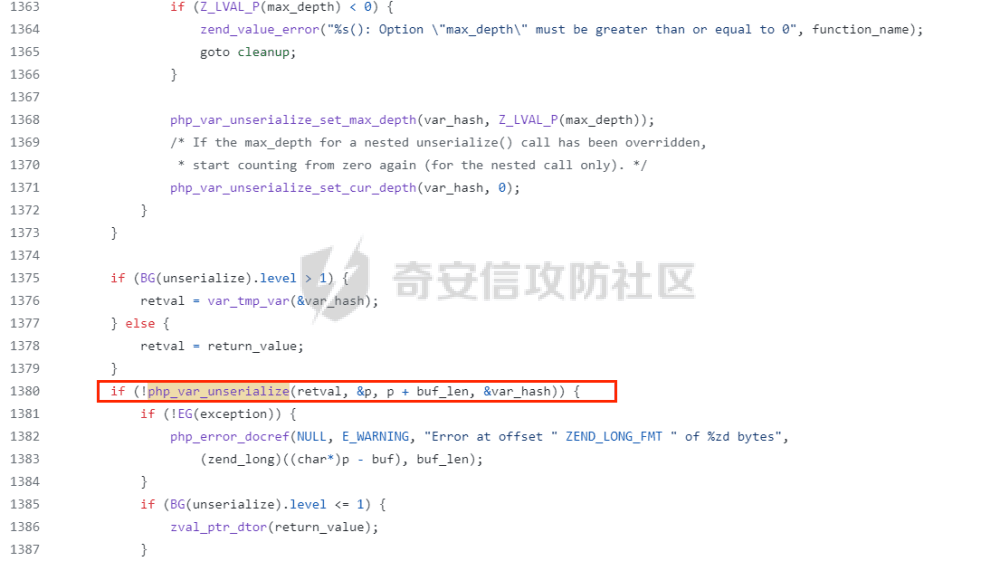 1363                 if (Z_LVAL_P(max_depth) < 0) {
1364                     zend_value_error("%s(): Option \"max_depth\" must be greater than or equal to 0", function_name);
1365                     goto cleanup;
1366                 }
1367
1368                 php_var_unserialize_set_max_depth(var_hash, Z_LVAL_P(max_depth));
1369                 /* If the max_depth for a nested unserialize() call has been overridden,
1370                  * start counting from zero again (for the nested call only). */
1371                 php_var_unserialize_set_cur_depth(var_hash, 0);
1372             }
1373         }
1374
1375         if (BG(unserialize).level > 1) {
1376             retval = var_tmp_var(&var_hash);
1377         } else {
1378             retval = return_value;
1379         }
1380         if (!php_var_unserialize(retval, &p, p + buf_len, &var_hash)) {
1381             if (!EG(exception)) {
1382                 php_error_docref(NULL, E_WARNING, "Error at offset " ZEND_LONG_FMT " of %zd bytes",
1383                     (zend_long)((char*)p - buf), buf_len);
1384             }
1385             if (BG(unserialize).level <= 1) {
1386                 zval_ptr_dtor(return_value);
1387             }
奇安信攻防社区